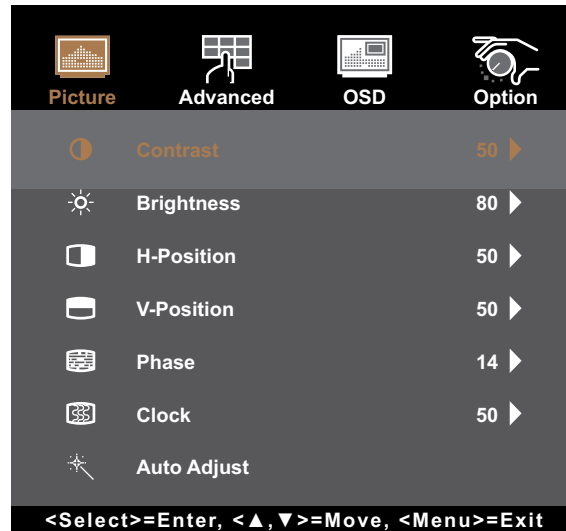 Picture Advanced OSD Option
Contrast 50
Brightness 80
H-Position 50
V-Position 50
Phase 14
Clock 50
Auto Adjust
<Select>=Enter, <▲,▼>=Move, <Menu>=Exit